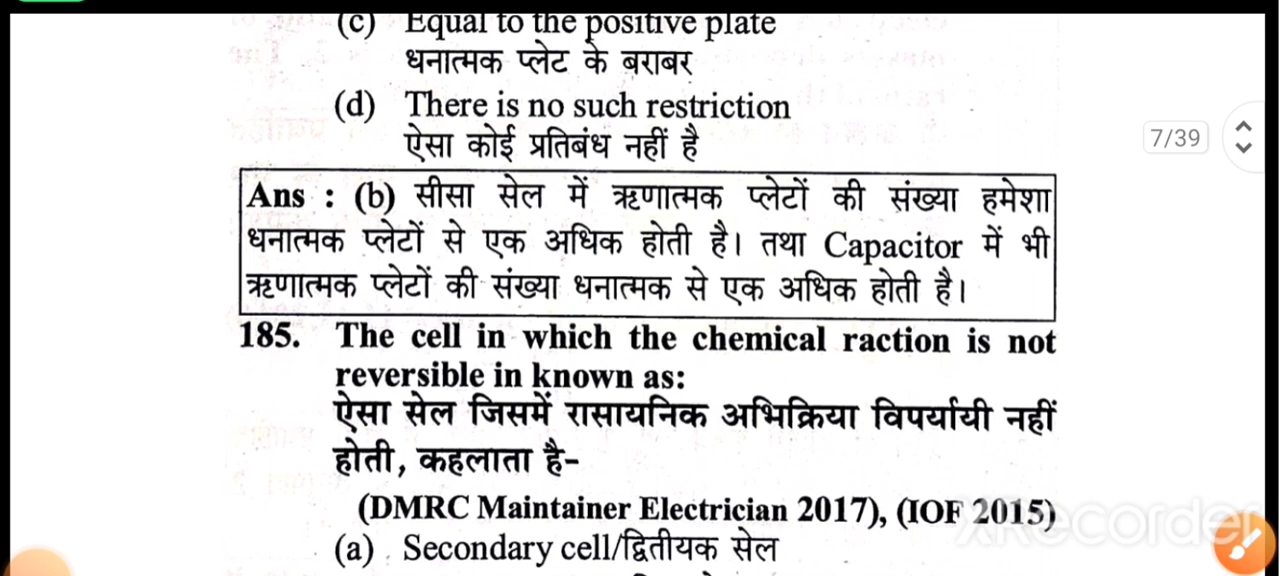 (c) Equal to the positive plate
धनात्मक प्लेट के बराबर
(d) There is no such restriction
ऐसा कोई प्रतिबंध नहीं है
7/39
Ans : (b) सीसा सेल में ऋणात्मक प्लेटों की संख्या हमेशा
धनात्मक प्लेटों से एक अधिक होती है। तथा Capacitor में भी
ऋणात्मक प्लेटों की संख्या धनात्मक से एक अधिक होती है।
185. The cell in which the chemical raction is not
reversible in known as:
ऐसा सेल जिसमें रासायनिक अभिक्रिया विपर्यायी नहीं
होती, कहलाता है-
(DMRC Maintainer Electrician 2017), (IOF 2015)
XRecorder
(a) Secondary cell/द्वितीयक सेल